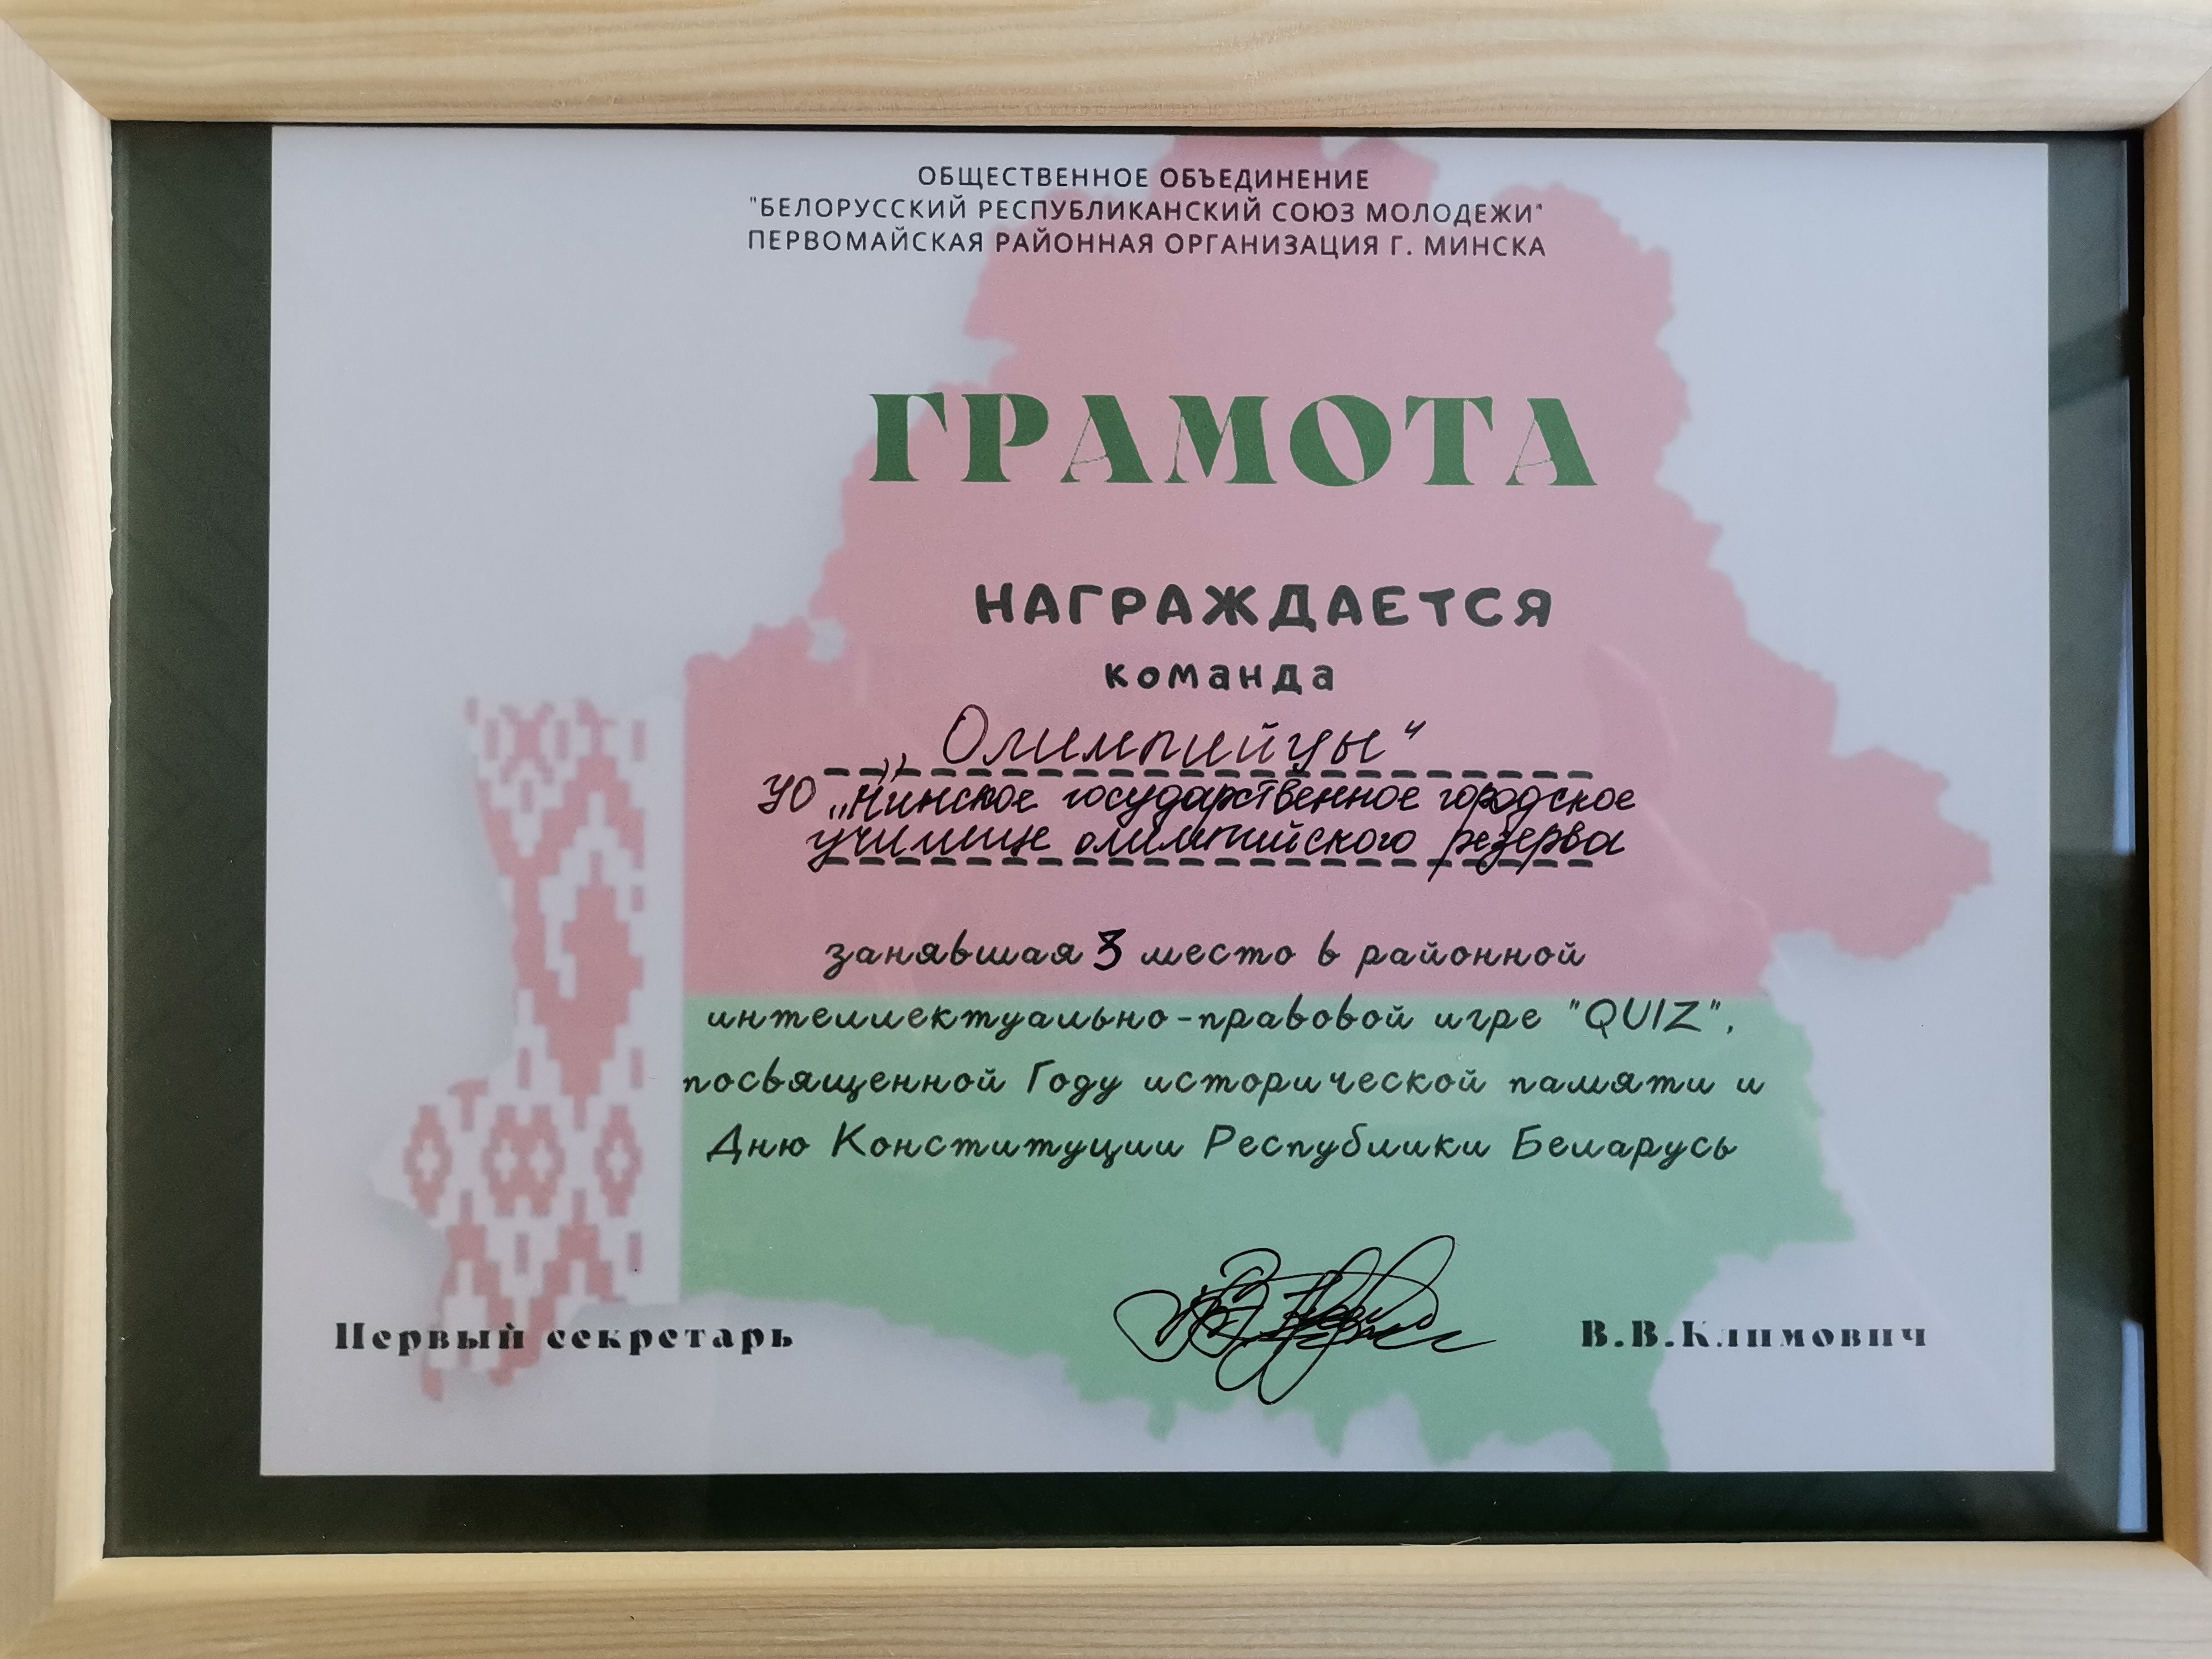 ОБЩЕСТВЕННОЕ ОБЪЕДИНЕНИЕ
"БЕЛОРУССКИЙ РЕСПУБЛИКАНСКИЙ СОЮЗ МОЛОДЕЖИ"
ПЕРВОМАЙСКАЯ РАЙОННАЯ ОРГАНИЗАЦИЯ Г. МИНСКА
ГРАМОТА
НАГРАЖДАЕТСЯ
команда
„Олимпийцы“
УО „Минское государственное городское
училище олимпийского резерва
занявшая 3 место в районной
интеллектуально-правовой игре "QUIZ",
посвященной Году исторической памяти и
Дню Конституции Республики Беларусь
Первый секретарь В.В.Климович